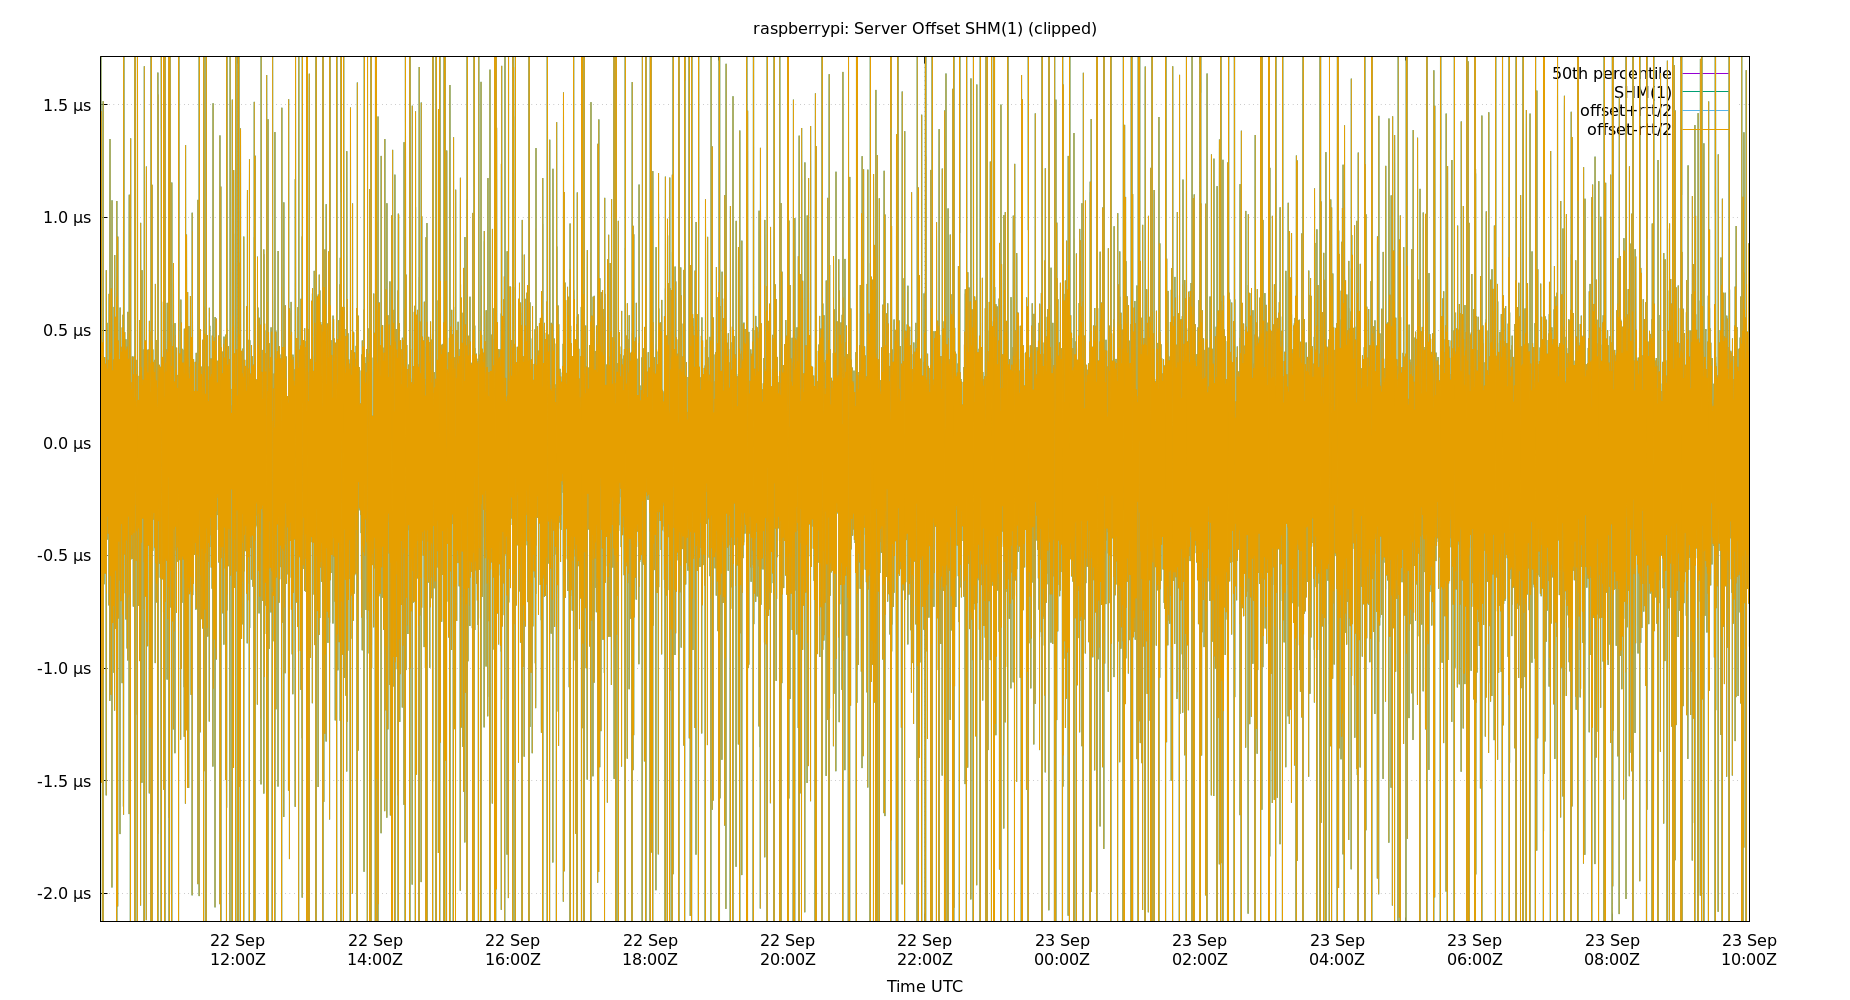 raspberrypi: Server Offset SHM(1) (clipped)
50th percentile
SHM(1)
offset+rtt/2
offset-rtt/2
1.5 µs
1.0 µs
0.5 µs
0.0 µs
-0.5 µs
-1.0 µs
-1.5 µs
-2.0 µs
22 Sep 22 Sep 22 Sep 22 Sep 22 Sep 22 Sep 23 Sep 23 Sep 23 Sep 23 Sep 23 Sep 23 Sep
12:00Z 14:00Z 16:00Z 18:00Z 20:00Z 22:00Z 00:00Z 02:00Z 04:00Z 06:00Z 08:00Z 10:00Z
Time UTC